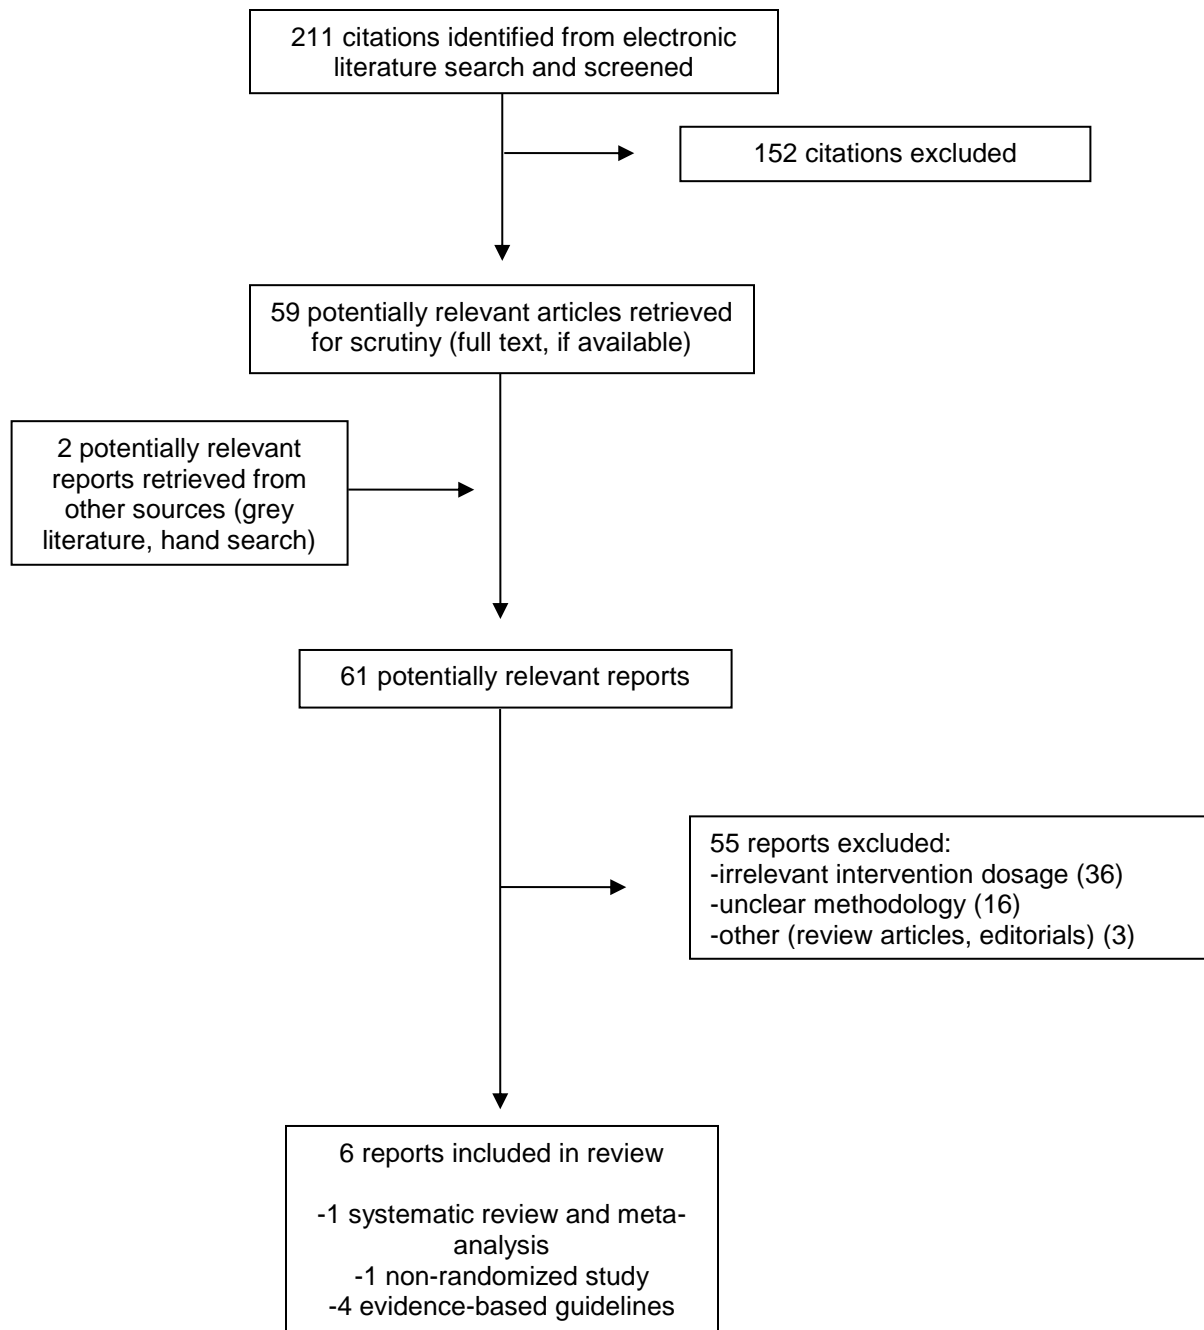 211 citations identified from electronic
literature search and screened
152 citations excluded
59 potentially relevant articles retrieved
for scrutiny (full text, if available)
2 potentially relevant
reports retrieved from
other sources (grey
literature, hand search)
61 potentially relevant reports
55 reports excluded:
-irrelevant intervention dosage (36)
-unclear methodology (16)
-other (review articles, editorials) (3)
6 reports included in review
-1 systematic review and meta-
analysis
-1 non-randomized study
-4 evidence-based guidelines